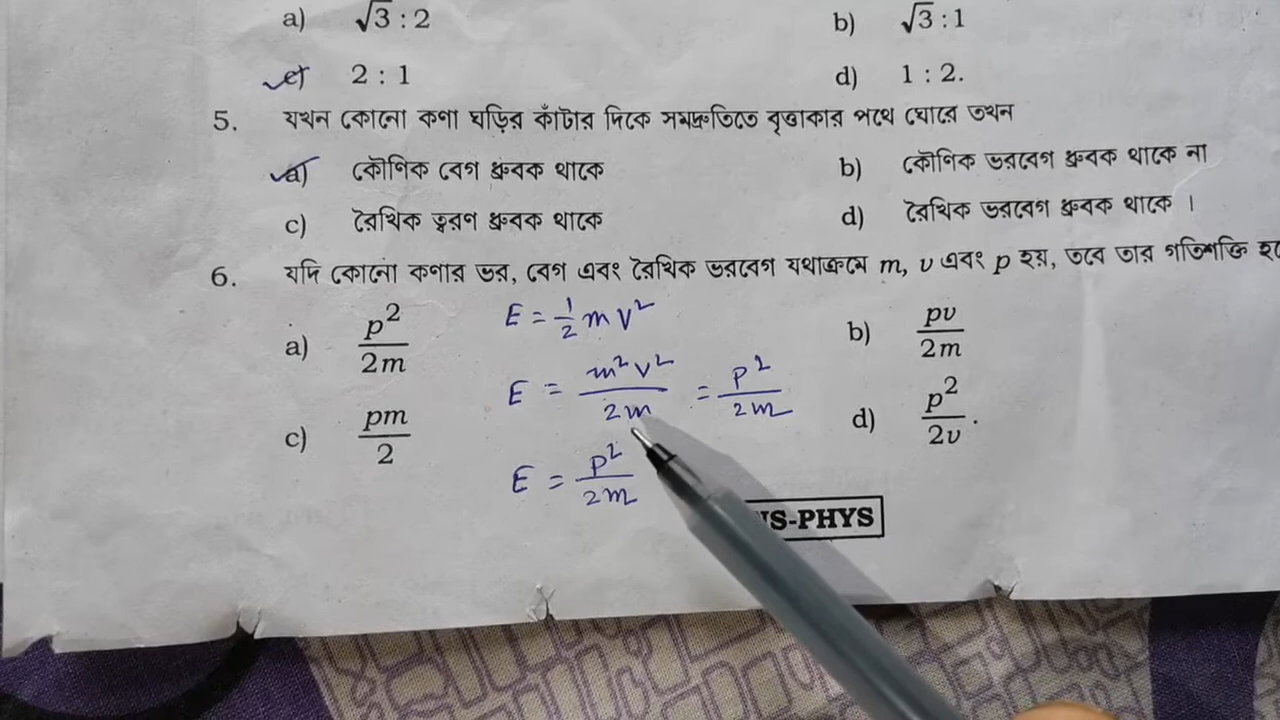 a) √3 : 2 b) √3 : 1
c) 2 : 1 d) 1 : 2.
5. যখন কোনো কণা ঘড়ির কাঁটার দিকে সমদ্রুতিতে বৃত্তাকার পথে ঘোরে তখন
a) কৌণিক বেগ ধ্রুবক থাকে b) কৌণিক ভরবেগ ধ্রুবক থাকে না
c) রৈখিক ত্বরণ ধ্রুবক থাকে d) রৈখিক ভরবেগ ধ্রুবক থাকে ।
6. যদি কোনো কণার ভর, বেগ এবং রৈখিক ভরবেগ যথাক্রমে m, v এবং p হয়, তবে তার গতিশক্তি
E = 1/2 mv²
a) p²/2m b) pv/2m
E = m²v²/2m = p²/2m
c) pm/2 d) p²/2v.
E = p²/2m
-PHYS